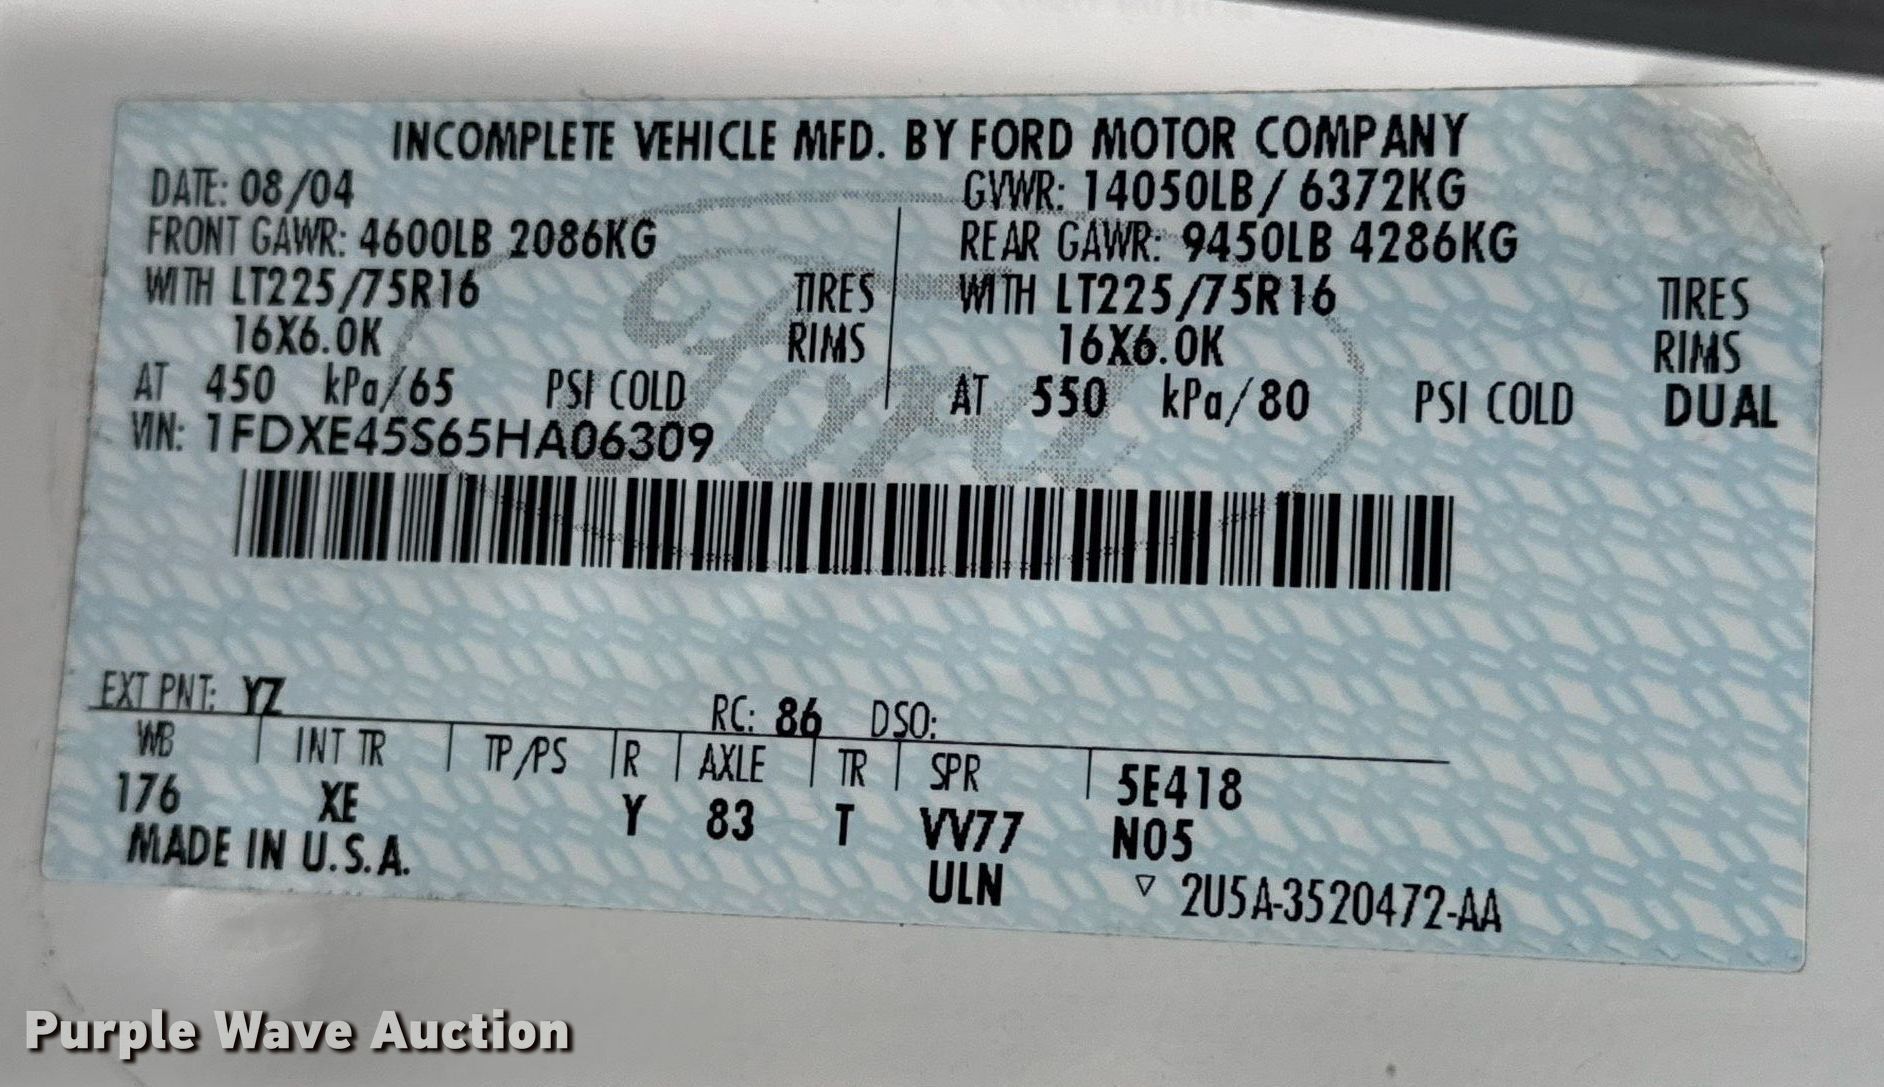 INCOMPLETE VEHICLE MFD. BY FORD MOTOR COMPANY
DATE: 08/04 GVWR: 14050LB / 6372KG
FRONT GAWR: 4600LB 2086KG REAR GAWR: 9450LB 4286KG
WITH LT225/75R16 TIRES WITH LT225/75R16 TIRES
16X6.0K RIMS 16X6.0K RIMS
AT 450 kPa/65 PSI COLD AT 550 kPa/80 PSI COLD DUAL
VIN: 1FDXE45S65HA06309
Ford
EXT PNT: YZ RC: 86 DSO:
WB INT TR TP/PS R AXLE TR SPR 5E418
176 XE Y 83 T VV77 N05
MADE IN U.S.A. ULN ▽ 2U5A-3520472-AA
Purple Wave Auction